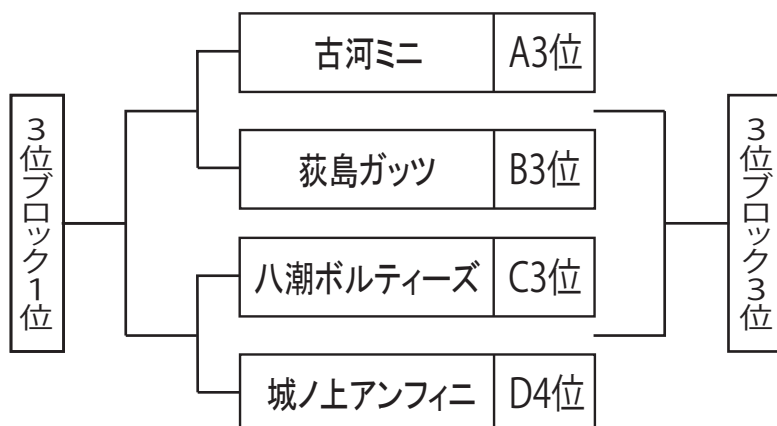 3位ブロック1位
古河ミニ A3位
荻島ガッツ B3位
八潮ボルティーズ C3位
城ノ上アンフィニ D4位
3位ブロック3位